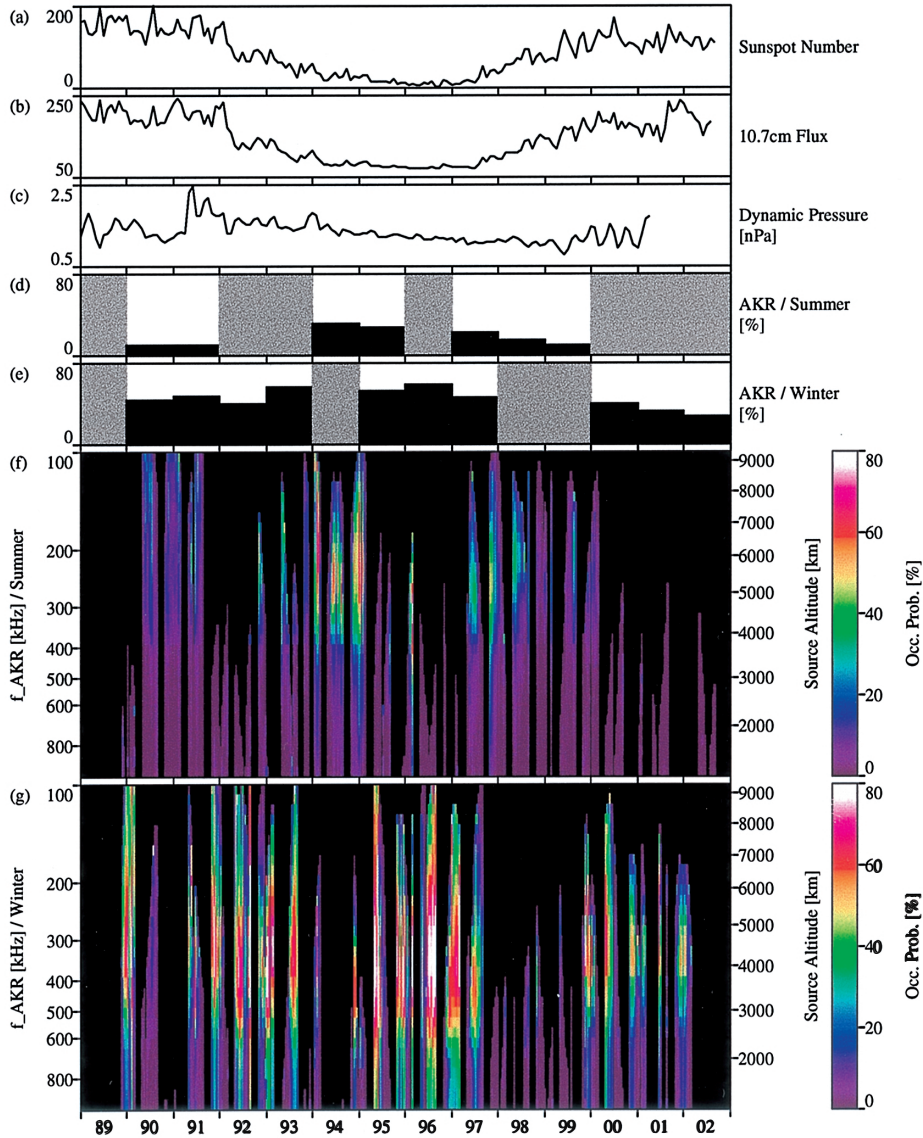 (a)
200
0
Sunspot Number
(b)
250
50
10.7cm Flux
(c)
2.5
0.5
Dynamic Pressure
[nPa]
(d)
80
0
AKR / Summer
[%]
(e)
80
0
AKR / Winter
[%]
(f)
100
200
300
400
500
600
800
f_AKR [kHz] / Summer
9000
8000
7000
6000
5000
4000
3000
2000
Source Altitude [km]
80
60
40
20
0
Occ. Prob. [%]
(g)
100
200
300
400
500
600
800
f_AKR [kHz] / Winter
9000
8000
7000
6000
5000
4000
3000
2000
Source Altitude [km]
80
60
40
20
0
Occ. Prob. [%]
89 90 91 92 93 94 95 96 97 98 99 00 01 02